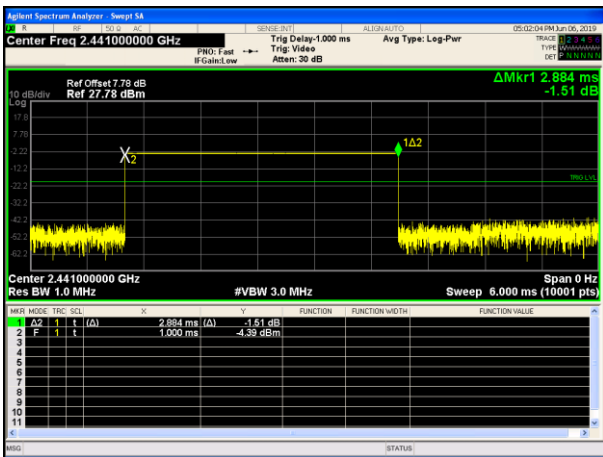 Agilent Spectrum Analyzer - Swept SA
R RF 50 Ω AC SENSE:INT ALIGNAUTO 05:02:04 PM Jun 06, 2019
Center Freq 2.441000000 GHz PNO: Fast Trig Delay-1.000 ms Avg Type: Log-Pwr TRACE 1 2 3 4 5 6
IFGain:Low Trig: Video TYPE
Atten: 30 dB DET P N N N N N
Ref Offset 7.78 dB ΔMkr1 2.884 ms
10 dB/div Ref 27.78 dBm -1.51 dB
Log
17.8
7.78
-2.22
1Δ2
X2
-12.2
TRIG LVL
-22.2
-32.2
-42.2
-52.2
-62.2
Center 2.441000000 GHz Span 0 Hz
Res BW 1.0 MHz #VBW 3.0 MHz Sweep 6.000 ms (10001 pts)
MKR MODE TRC SCL X Y FUNCTION FUNCTION WIDTH FUNCTION VALUE
1 Δ2 1 t (Δ) 2.884 ms (Δ) -1.51 dB
2 F 1 t 1.000 ms -4.39 dBm
3
4
5
6
7
8
9
10
11
MSG STATUS